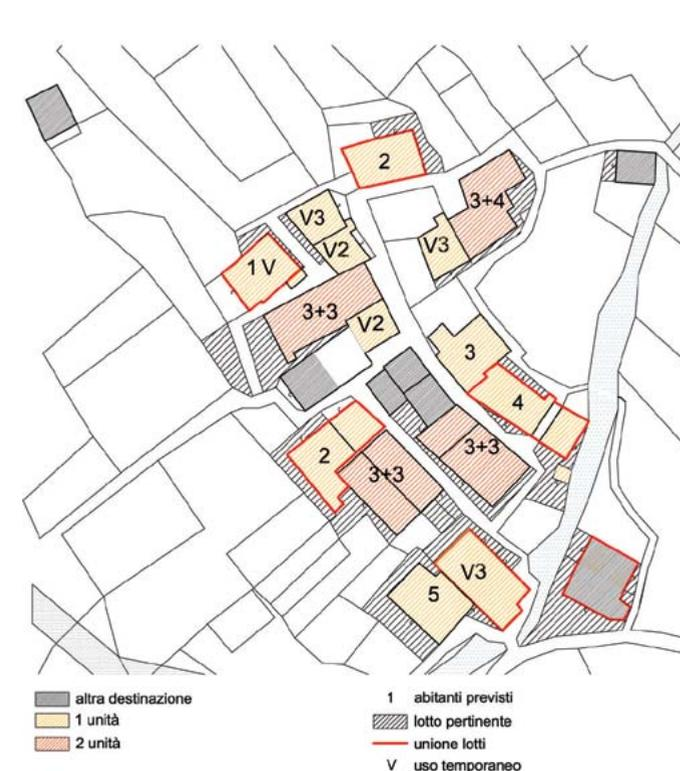 2
3+4
V3
V2
V3
1 V
3+3
V2
3
4
2
3+3
3+3
V3
5
altra destinazione
1 unità
2 unità
1 abitanti previsti
lotto pertinente
unione lotti
V uso temporaneo